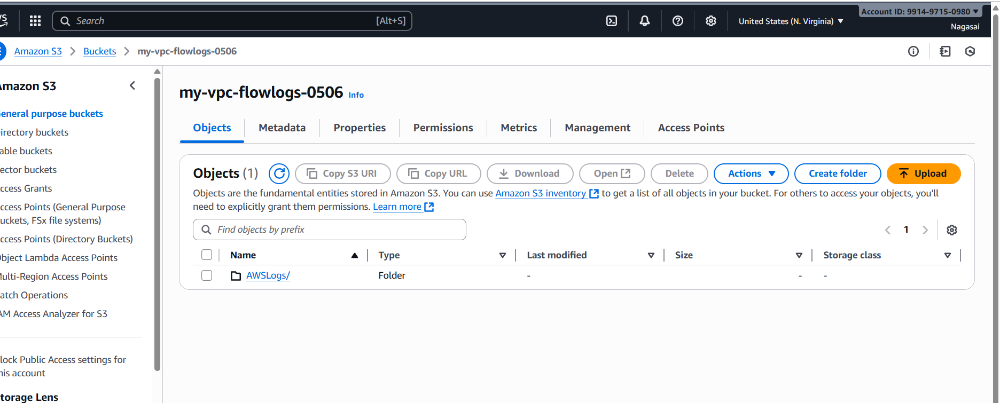 Search [Alt+S] United States (N. Virginia) Account ID: 9914-9715-0980
Nagasai
Amazon S3 Buckets my-vpc-flowlogs-0506
mazon S3
eneral purpose buckets
irectory buckets
able buckets
ector buckets
ccess Grants
ccess Points (General Purpose
uckets, FSx file systems)
ccess Points (Directory Buckets)
bject Lambda Access Points
ulti-Region Access Points
atch Operations
AM Access Analyzer for S3
lock Public Access settings for
his account
torage Lens
my-vpc-flowlogs-0506 Info
Objects Metadata Properties Permissions Metrics Management Access Points
Objects (1) Copy S3 URI Copy URL Download Open Delete Actions Create folder Upload
Objects are the fundamental entities stored in Amazon S3. You can use Amazon S3 inventory to get a list of all objects in your bucket. For others to access your objects, you'll
need to explicitly grant them permissions. Learn more
Find objects by prefix 1
Name Type Last modified Size Storage class
AWSLogs/ Folder - - -